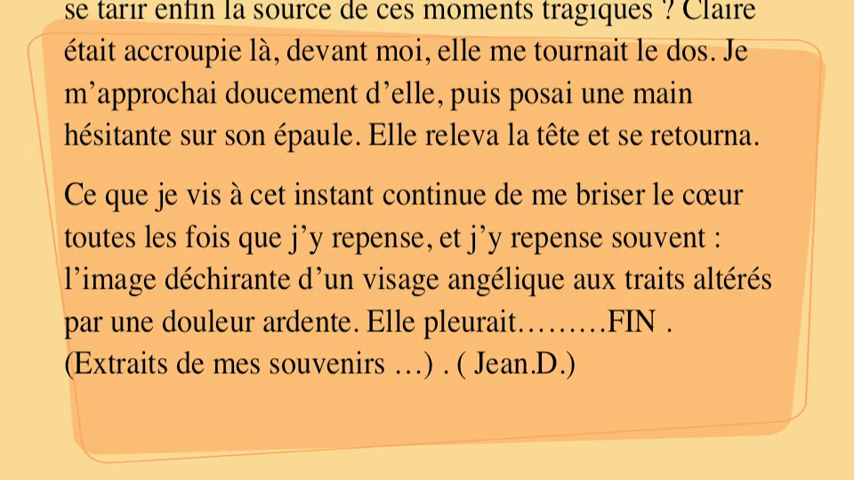 se tarir enfin la source de ces moments tragiques ? Claire
était accroupie là, devant moi, elle me tournait le dos. Je
m’approchai doucement d’elle, puis posai une main
hésitante sur son épaule. Elle releva la tête et se retourna.
Ce que je vis à cet instant continue de me briser le cœur
toutes les fois que j’y repense, et j’y repense souvent :
l’image déchirante d’un visage angélique aux traits altérés
par une douleur ardente. Elle pleurait………FIN .
(Extraits de mes souvenirs …) . ( Jean.D.)